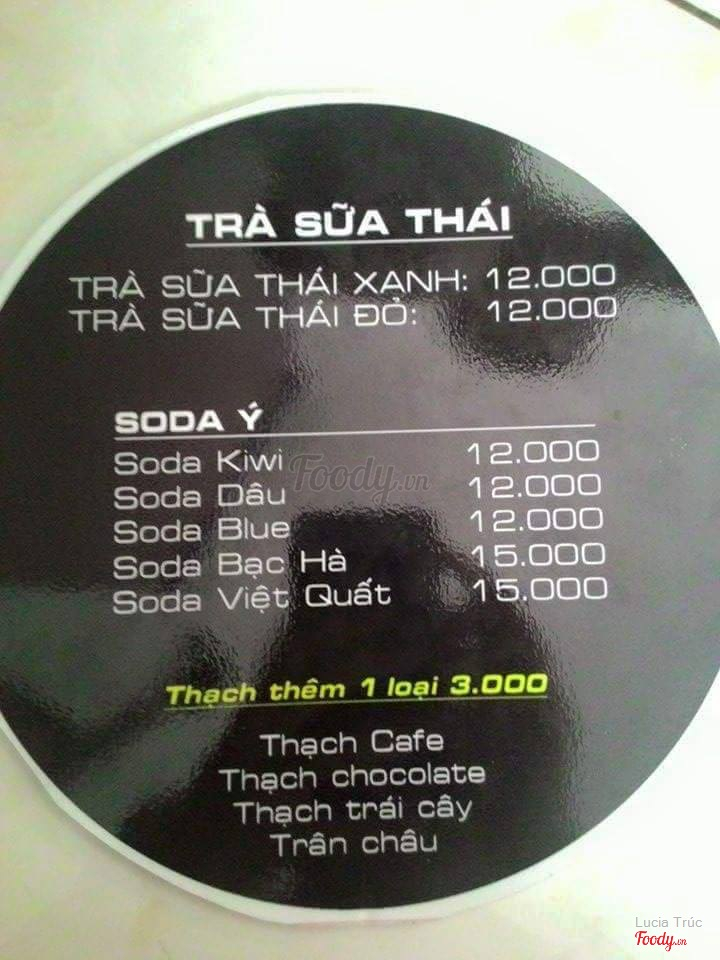 TRÀ SỮA THÁI
TRÀ SỮA THÁI XANH: 12.000
TRÀ SỮA THÁI ĐỎ: 12.000
SODA Ý
Soda Kiwi 12.000
Soda Dâu 12.000
Soda Blue 12.000
Soda Bạc Hà 15.000
Soda Việt Quất 15.000
Foody.vn
Thạch thêm 1 loại 3.000
Thạch Cafe
Thạch chocolate
Thạch trái cây
Trân châu
Lucia Trúc
Foody.vn